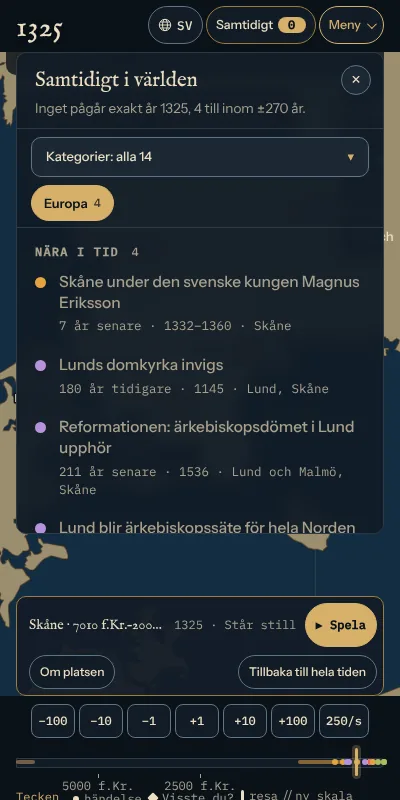 1325
SV
Samtidigt 0
Meny
Samtidigt i världen
×
Inget pågår exakt år 1325, 4 till inom ±270 år.
Kategorier: alla 14
Europa 4
NÄRA I TID 4
Skåne under den svenske kungen Magnus
Eriksson
7 år senare · 1332–1360 · Skåne
Lunds domkyrka invigs
180 år tidigare · 1145 · Lund, Skåne
Reformationen: ärkebiskopsdömet i Lund
upphör
211 år senare · 1536 · Lund och Malmö,
Skåne
Lund blir ärkebiskopssäte för hela Norden
Skåne · 7010 f.Kr.–200… 1325 · Står still ▶ Spela
Om platsen
Tillbaka till hela tiden
−100 −10 −1 +1 +10 +100 250/s
5000 f.Kr. 2500 f.Kr.
Tecken händelse Visste du? resa // ny skala